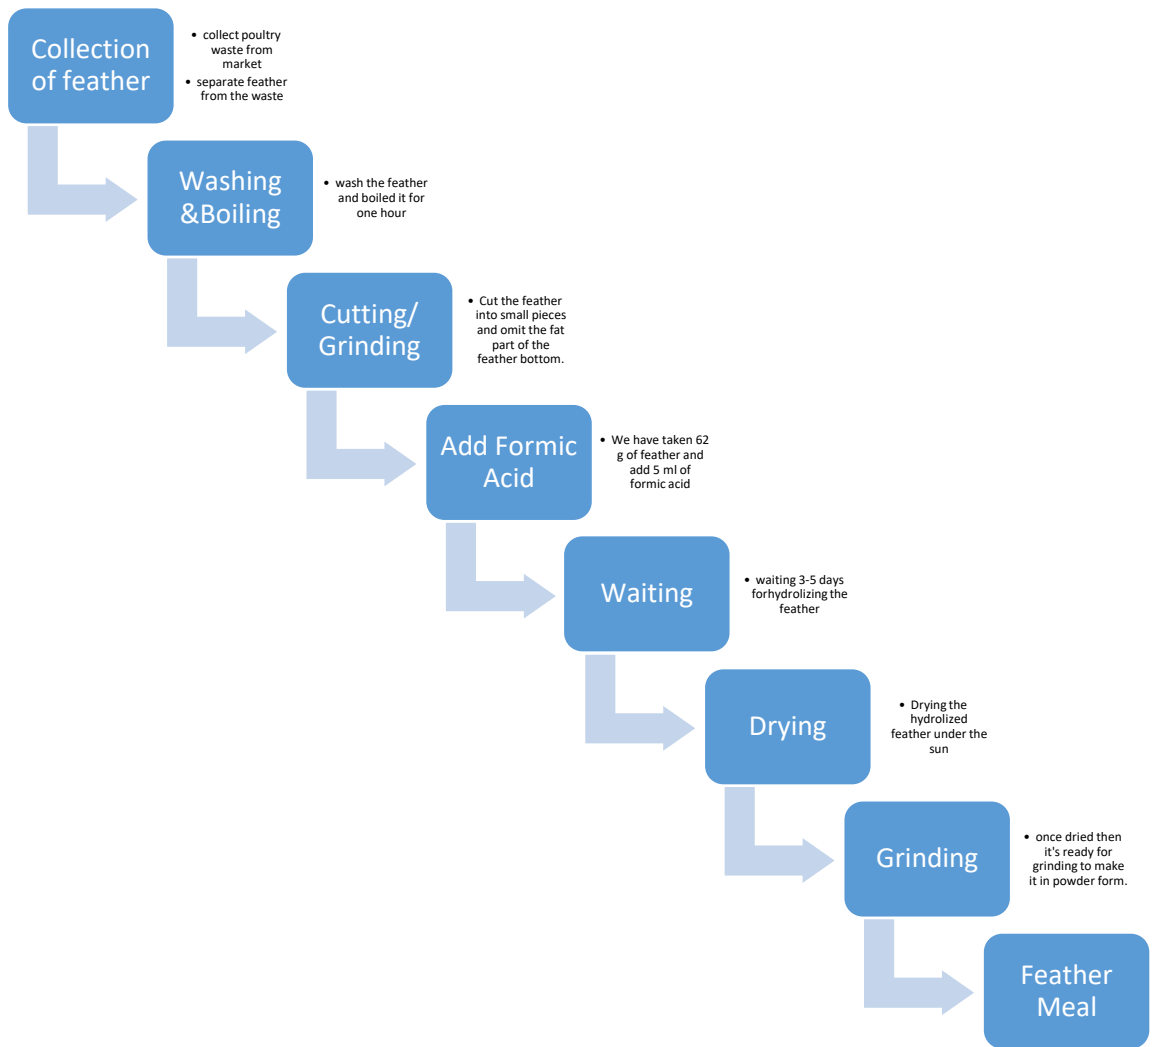 Collection
of feather
• collect poultry
waste from
market
• separate feather
from the waste
Washing
&Boiling
• wash the feather
and boiled it for
one hour
Cutting/
Grinding
• Cut the feather
into small pieces
and omit the fat
part of the
feather bottom.
Add Formic
Acid
• We have taken 62
g of feather and
add 5 ml of
formic acid
Waiting
• waiting 3-5 days
forhydrolizing the
feather
Drying
• Drying the
hydrolized
feather under the
sun
Grinding
• once dried then
it's ready for
grinding to make
it in powder form.
Feather
Meal